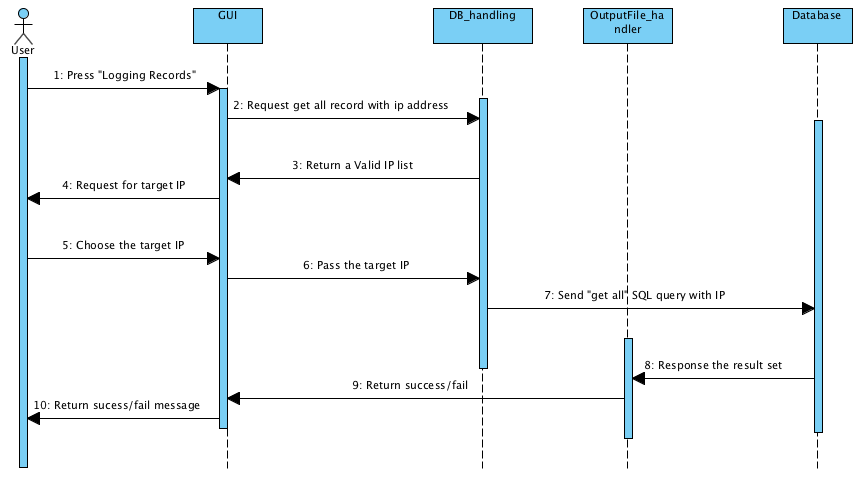 GUI
DB_handling
OutputFile_ha
ndler
Database
User
1: Press "Logging Records"
2: Request get all record with ip address
3: Return a Valid IP list
4: Request for target IP
5: Choose the target IP
6: Pass the target IP
7: Send "get all" SQL query with IP
8: Response the result set
9: Return success/fail
10: Return sucess/fail message